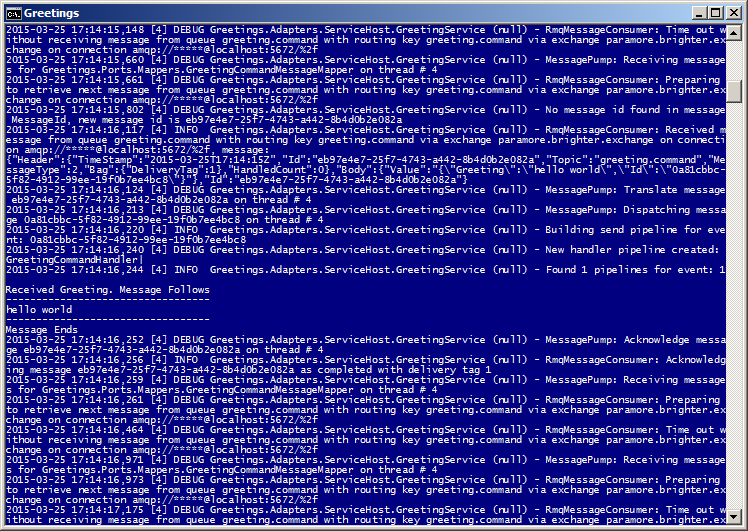 Greetings
2015-03-25 17:14:15,148 [4] DEBUG Greetings.Adapters.ServiceHost.GreetingService (null) - RmqMessageConsumer: Time out w
ithout receiving message from queue greeting.command with routing key greeting.command via exchange paramore.brighter.ex
change on connection amqp://*****@localhost:5672/%2f
2015-03-25 17:14:15,660 [4] DEBUG Greetings.Adapters.ServiceHost.GreetingService (null) - MessagePump: Receiving message
s for Greetings.Ports.Mappers.GreetingCommandMessageMapper on thread # 4
2015-03-25 17:14:15,661 [4] DEBUG Greetings.Adapters.ServiceHost.GreetingService (null) - RmqMessageConsumer: Preparing
to retrieve next message from queue greeting.command with routing key greeting.command via exchange paramore.brighter.ex
change on connection amqp://*****@localhost:5672/%2f
2015-03-25 17:14:15,802 [4] DEBUG Greetings.Adapters.ServiceHost.GreetingService (null) - No message id found in message
MessageId, new message id is eb97e4e7-25f7-4743-a442-8b4d0b2e082a
2015-03-25 17:14:16,117 [4] INFO  Greetings.Adapters.ServiceHost.GreetingService (null) - RmqMessageConsumer: Received m
essage from queue greeting.command with routing key greeting.command via exchange paramore.brighter.exchange on connecti
on amqp://*****@localhost:5672/%2f, message:
{"Header":{"TimeStamp":"2015-03-25T17:14:15Z","Id":"eb97e4e7-25f7-4743-a442-8b4d0b2e082a","Topic":"greeting.command","Me
ssageType":2,"Bag":{"DeliveryTag":1},"HandledCount":0},"Body":{"Value":"{\"Greeting\":\"hello world\",\"Id\":\"0a81cbbc-
5f82-4912-99ee-19f0b7ee4bc8\"}"},"Id":"eb97e4e7-25f7-4743-a442-8b4d0b2e082a"}
2015-03-25 17:14:16,124 [4] DEBUG Greetings.Adapters.ServiceHost.GreetingService (null) - MessagePump: Translate message
eb97e4e7-25f7-4743-a442-8b4d0b2e082a on thread # 4
2015-03-25 17:14:16,213 [4] DEBUG Greetings.Adapters.ServiceHost.GreetingService (null) - MessagePump: Dispatching messa
ge 0a81cbbc-5f82-4912-99ee-19f0b7ee4bc8 on thread # 4
2015-03-25 17:14:16,220 [4] INFO  Greetings.Adapters.ServiceHost.GreetingService (null) - Building send pipeline for eve
nt: 0a81cbbc-5f82-4912-99ee-19f0b7ee4bc8
2015-03-25 17:14:16,240 [4] DEBUG Greetings.Adapters.ServiceHost.GreetingService (null) - New handler pipeline created:
GreetingCommandHandler|
2015-03-25 17:14:16,244 [4] INFO  Greetings.Adapters.ServiceHost.GreetingService (null) - Found 1 pipelines for event: 1
Received Greeting. Message Follows
----------------------------------
hello world
----------------------------------
Message Ends
2015-03-25 17:14:16,252 [4] DEBUG Greetings.Adapters.ServiceHost.GreetingService (null) - MessagePump: Acknowledge messa
ge eb97e4e7-25f7-4743-a442-8b4d0b2e082a on thread # 4
2015-03-25 17:14:16,256 [4] INFO  Greetings.Adapters.ServiceHost.GreetingService (null) - RmqMessageConsumer: Acknowledg
ing message eb97e4e7-25f7-4743-a442-8b4d0b2e082a as completed with delivery tag 1
2015-03-25 17:14:16,259 [4] DEBUG Greetings.Adapters.ServiceHost.GreetingService (null) - MessagePump: Receiving message
s for Greetings.Ports.Mappers.GreetingCommandMessageMapper on thread # 4
2015-03-25 17:14:16,261 [4] DEBUG Greetings.Adapters.ServiceHost.GreetingService (null) - RmqMessageConsumer: Preparing
to retrieve next message from queue greeting.command with routing key greeting.command via exchange paramore.brighter.ex
change on connection amqp://*****@localhost:5672/%2f
2015-03-25 17:14:16,464 [4] DEBUG Greetings.Adapters.ServiceHost.GreetingService (null) - RmqMessageConsumer: Time out w
ithout receiving message from queue greeting.command with routing key greeting.command via exchange paramore.brighter.ex
change on connection amqp://*****@localhost:5672/%2f
2015-03-25 17:14:16,971 [4] DEBUG Greetings.Adapters.ServiceHost.GreetingService (null) - MessagePump: Receiving message
s for Greetings.Ports.Mappers.GreetingCommandMessageMapper on thread # 4
2015-03-25 17:14:16,973 [4] DEBUG Greetings.Adapters.ServiceHost.GreetingService (null) - RmqMessageConsumer: Preparing
to retrieve next message from queue greeting.command with routing key greeting.command via exchange paramore.brighter.ex
change on connection amqp://*****@localhost:5672/%2f
2015-03-25 17:14:17,175 [4] DEBUG Greetings.Adapters.ServiceHost.GreetingService (null) - RmqMessageConsumer: Time out w
ithout receiving message from queue greeting.command with routing key greeting.command via exchange paramore.brighter.ex